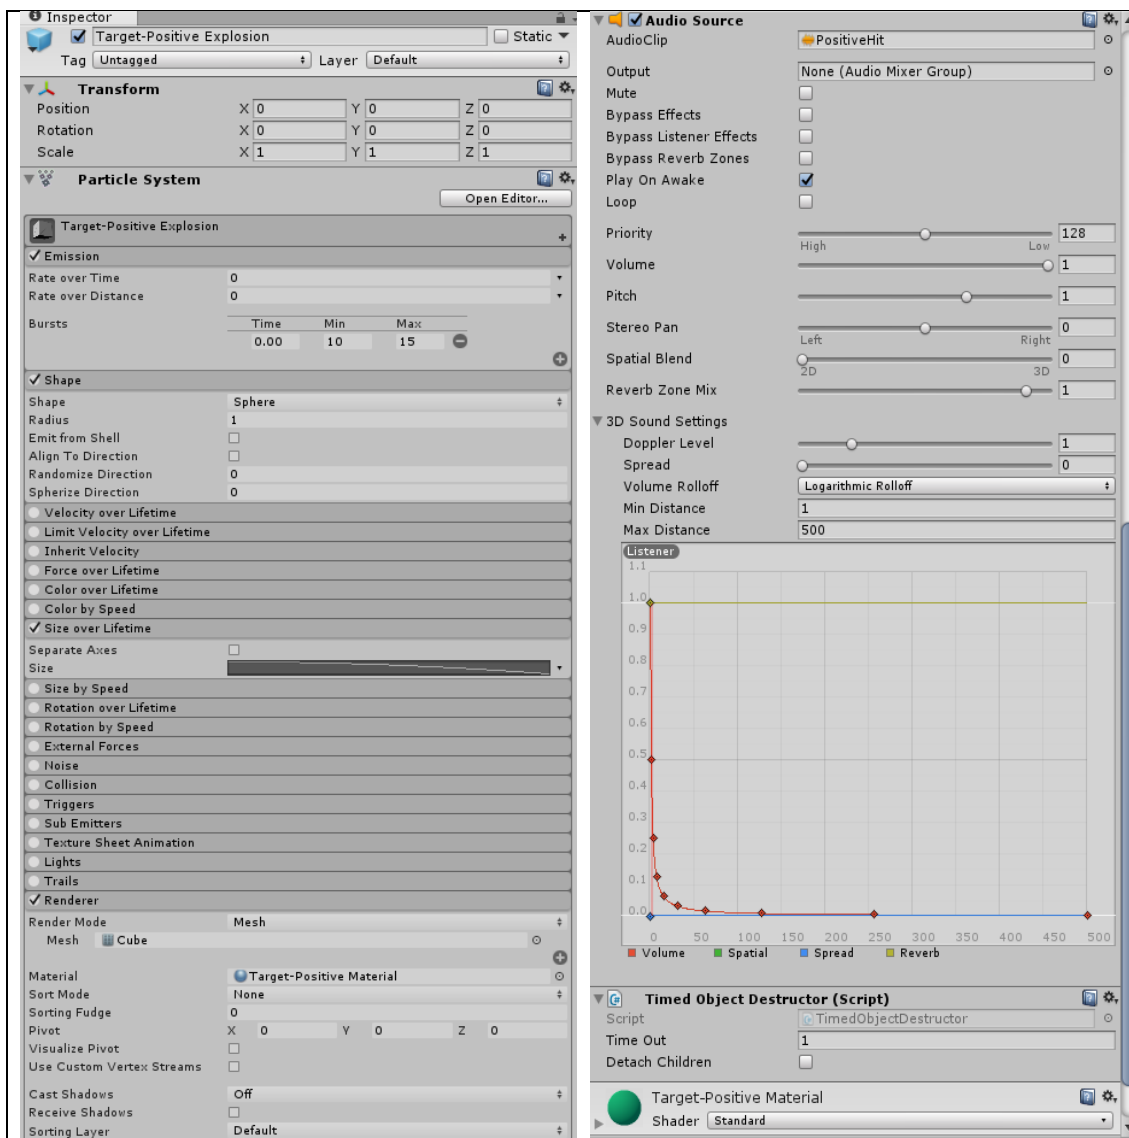 Inspector
Target-Positive Explosion Static
Tag Untagged Layer Default
Transform
Position X 0 Y 0 Z 0
Rotation X 0 Y 0 Z 0
Scale X 1 Y 1 Z 1
Particle System
Open Editor...
Target-Positive Explosion
Emission
Rate over Time 0
Rate over Distance 0
Bursts Time Min Max
0.00 10 15
Shape
Shape Sphere
Radius 1
Emit from Shell
Align To Direction
Randomize Direction 0
Spherize Direction 0
Velocity over Lifetime
Limit Velocity over Lifetime
Inherit Velocity
Force over Lifetime
Color over Lifetime
Color by Speed
Size over Lifetime
Separate Axes
Size
Size by Speed
Rotation over Lifetime
Rotation by Speed
External Forces
Noise
Collision
Triggers
Sub Emitters
Texture Sheet Animation
Lights
Trails
Renderer
Render Mode Mesh
Mesh Cube
Material Target-Positive Material
Sort Mode None
Sorting Fudge 0
Pivot X 0 Y 0 Z 0
Visualize Pivot
Use Custom Vertex Streams
Cast Shadows Off
Receive Shadows
Sorting Layer Default
Audio Source
AudioClip PositiveHit
Output None (Audio Mixer Group)
Mute
Bypass Effects
Bypass Listener Effects
Bypass Reverb Zones
Play On Awake
Loop
Priority 128
High Low
Volume 1
Pitch 1
Stereo Pan 0
Left Right
Spatial Blend 0
2D 3D
Reverb Zone Mix 1
3D Sound Settings
Doppler Level 1
Spread 0
Volume Rolloff Logarithmic Rolloff
Min Distance 1
Max Distance 500
Listener
1.1
1.0
0.9
0.8
0.7
0.6
0.5
0.4
0.3
0.2
0.1
0.0
0 50 100 150 200 250 300 350 400 450 500
Volume Spatial Spread Reverb
Timed Object Destructor (Script)
Script TimedObjectDestructor
Time Out 1
Detach Children
Target-Positive Material
Shader Standard